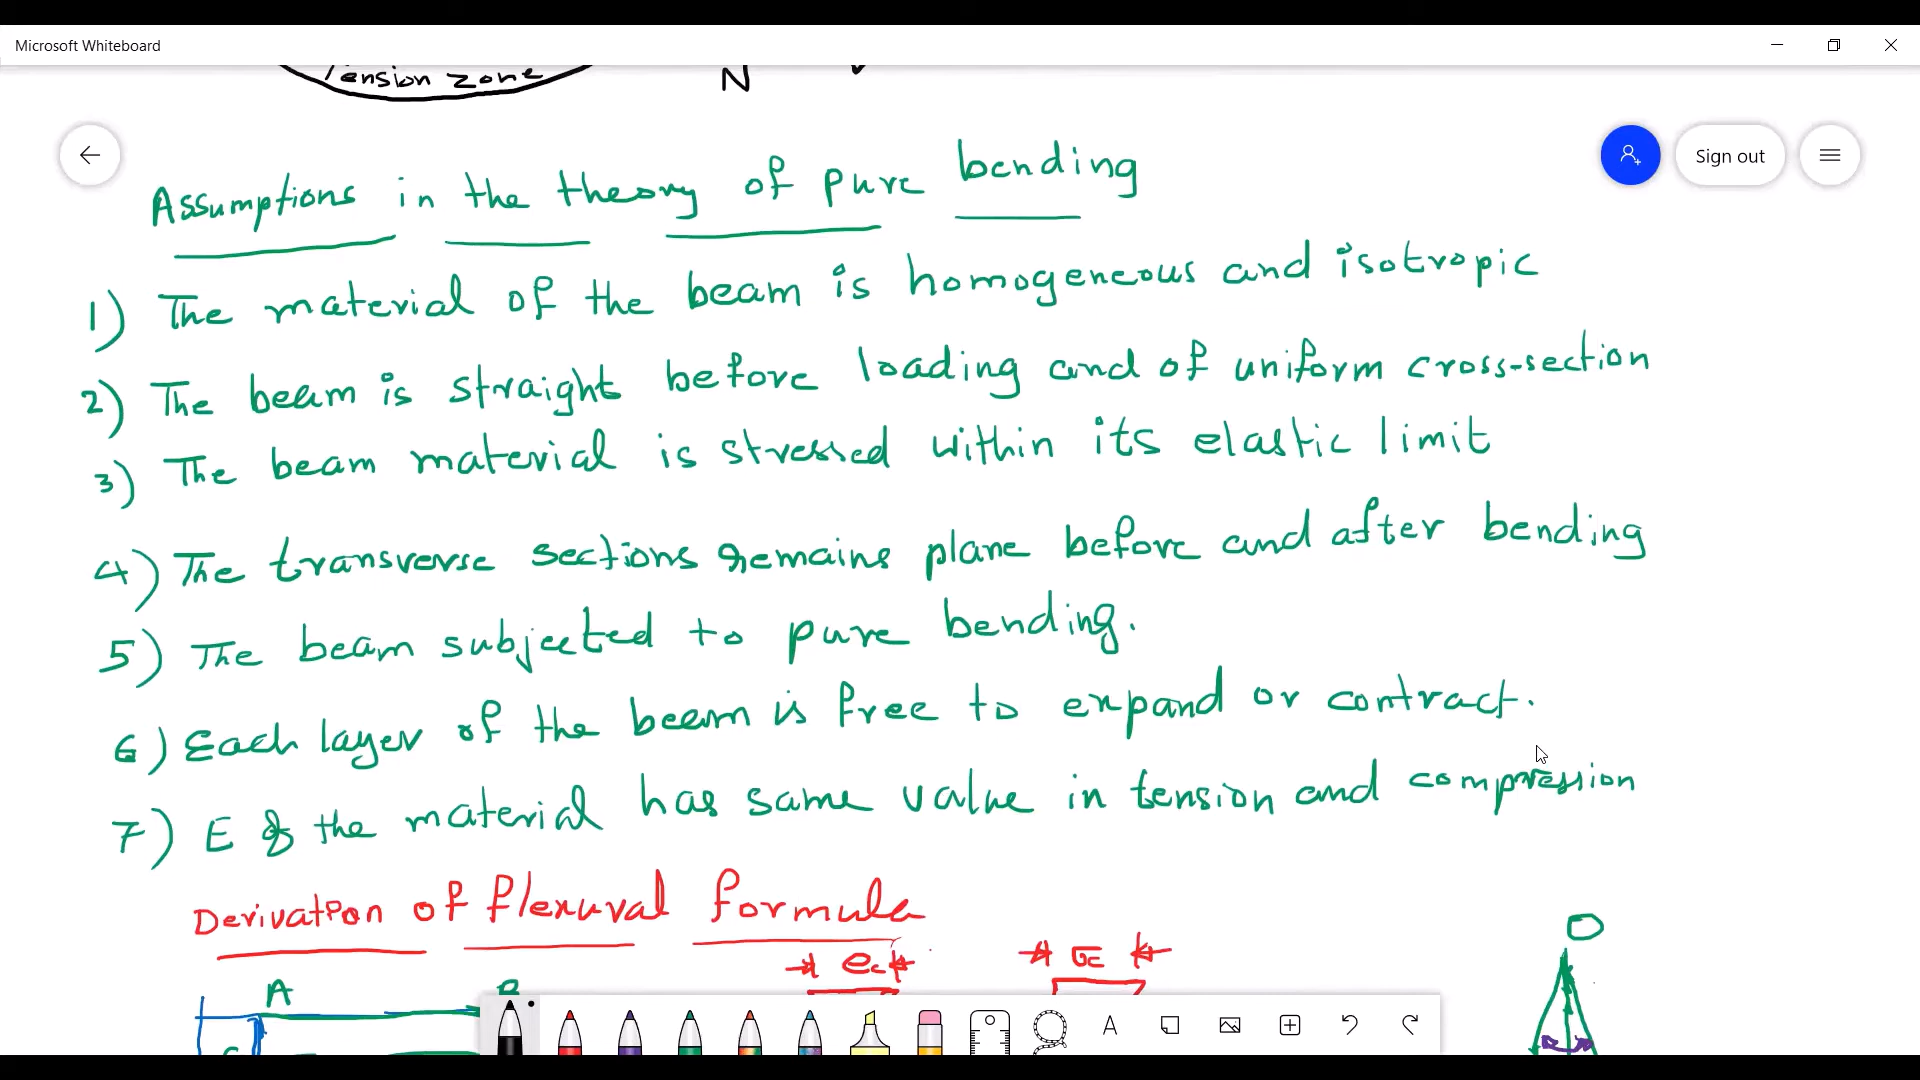 Microsoft Whiteboard
Tension zone
N
Sign out
Assumptions in the theory of pure bending
1) The material of the beam is homogeneous and isotropic
2) The beam is straight before loading and of uniform cross-section
3) The beam material is stressed within its elastic limit
4) The transverse sections remains plane before and after bending
5) The beam subjected to pure bending.
6) Each layer of the beam is free to expand or contract.
7) E of the material has same value in tension and compression
Derivation of flexural formula
O
ec σc
A B
A